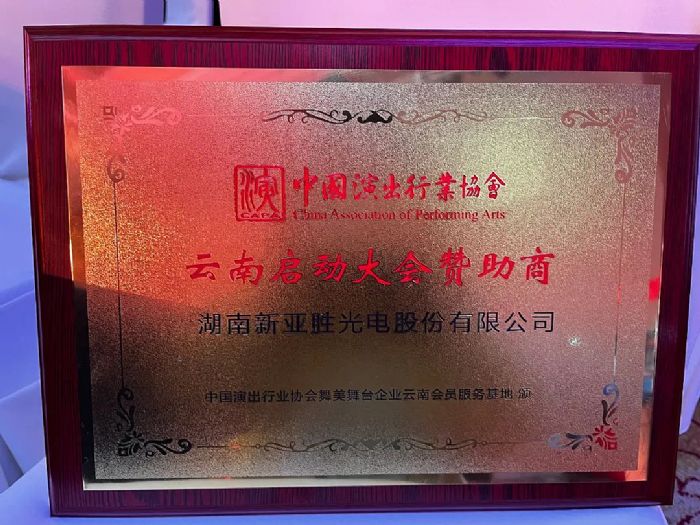 演 中国演出行业協會
CAPA China Association of Performing Arts
云南启动大会赞助商
湖南新亚胜光电股份有限公司
中国演出行业协会舞美舞台企业云南会员服务基地 颁